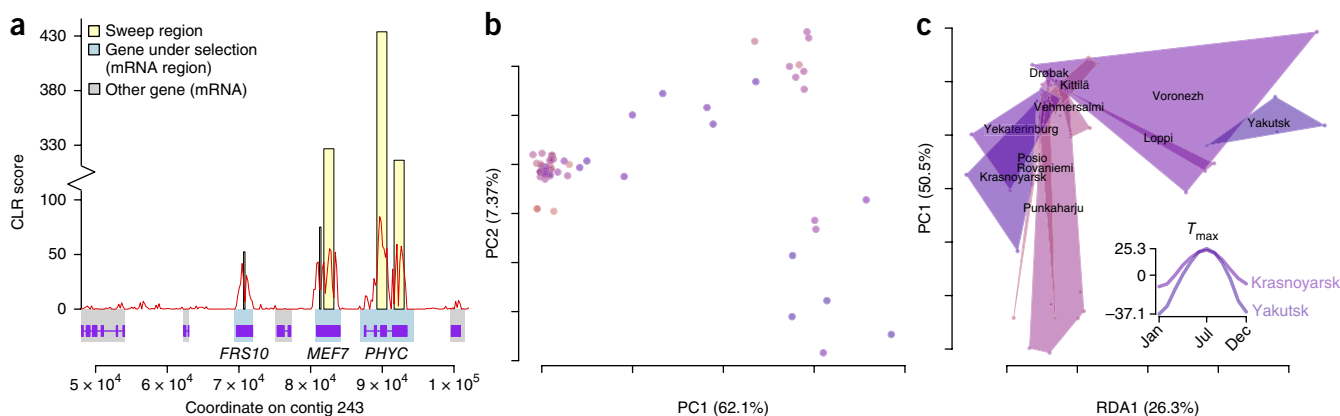 a
Sweep region
Gene under selection
(mRNA region)
Other gene (mRNA)
CLR score
430
380
330
100
50
0
FRS10
MEF7
PHYC
5 × 10⁴
6 × 10⁴
7 × 10⁴
8 × 10⁴
9 × 10⁴
1 × 10⁵
Coordinate on contig 243
b
PC2 (7.37%)
PC1 (62.1%)
c
PC1 (50.5%)
Drøbak
Kittilä
Vehmersalmi
Voronezh
Yakutsk
Yekaterinburg
Loppi
Posio
Rovaniemi
Krasnoyarsk
Punkaharju
Tmax
25.3
0
–37.1
Krasnoyarsk
Yakutsk
Jan
Jul
Dec
RDA1 (26.3%)